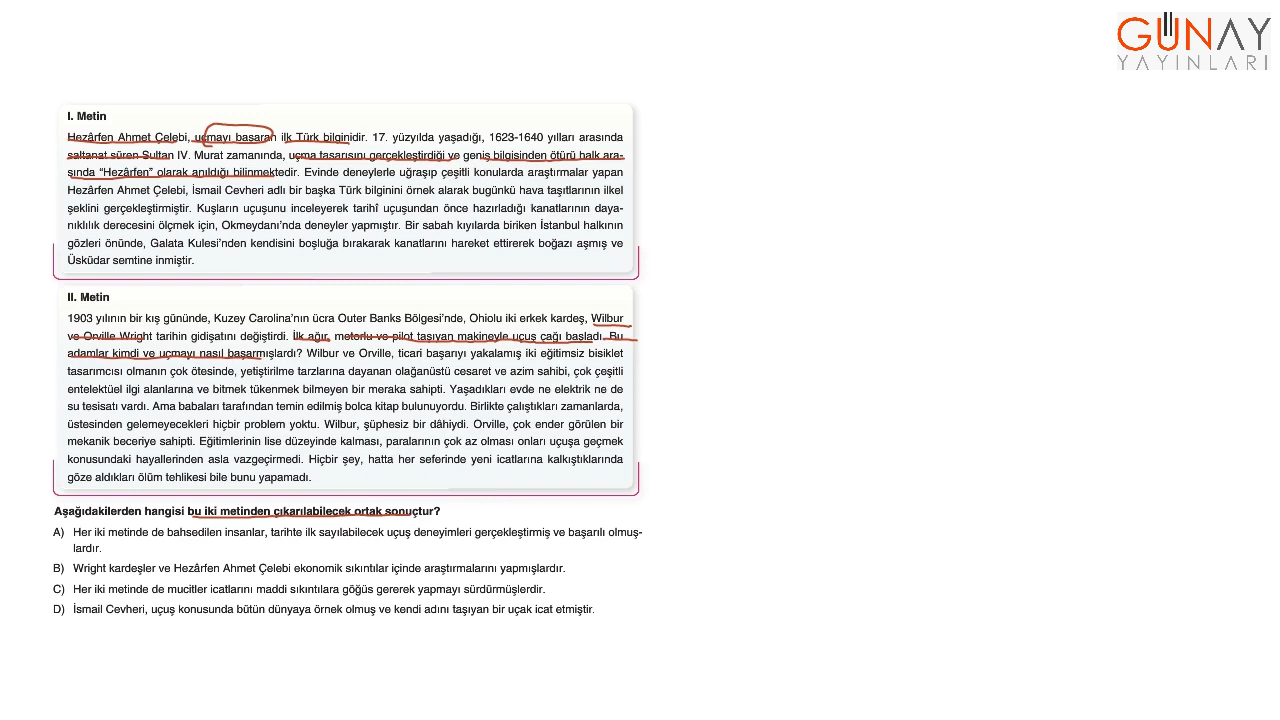 GÜNAY
YAYINLARI
I. Metin
Hezârfen Ahmet Çelebi, uçmayı başaran ilk Türk bilginidir. 17. yüzyılda yaşadığı, 1623-1640 yılları arasında
saltanat süren Sultan IV. Murat zamanında, uçma tasarısını gerçekleştirdiği ve geniş bilgisinden ötürü halk ara-
sında “Hezârfen” olarak anıldığı bilinmektedir. Evinde deneylerle uğraşıp çeşitli konularda araştırmalar yapan
Hezârfen Ahmet Çelebi, İsmail Cevheri adlı bir başka Türk bilginini örnek alarak bugünkü hava taşıtlarının ilkel
şeklini gerçekleştirmiştir. Kuşların uçuşunu inceleyerek tarihî uçuşundan önce hazırladığı kanatlarının daya-
nıklılık derecesini ölçmek için, Okmeydanı’nda deneyler yapmıştır. Bir sabah kıyılarda biriken İstanbul halkının
gözleri önünde, Galata Kulesi’nden kendisini boşluğa bırakarak kanatlarını hareket ettirerek boğazı aşmış ve
Üsküdar semtine inmiştir.
II. Metin
1903 yılının bir kış gününde, Kuzey Carolina’nın ücra Outer Banks Bölgesi’nde, Ohiolu iki erkek kardeş, Wilbur
ve Orville Wright tarihin gidişatını değiştirdi. İlk ağır, motorlu ve pilot taşıyan makineyle uçuş çağı başladı. Bu
adamlar kimdi ve uçmayı nasıl başarmışlardı? Wilbur ve Orville, ticari başarıyı yakalamış iki eğitimsiz bisiklet
tasarımcısı olmanın çok ötesinde, yetiştirilme tarzlarına dayanan olağanüstü cesaret ve azim sahibi, çok çeşitli
entelektüel ilgi alanlarına ve bitmek tükenmek bilmeyen bir meraka sahipti. Yaşadıkları evde ne elektrik ne de
su tesisatı vardı. Ama babaları tarafından temin edilmiş bolca kitap bulunuyordu. Birlikte çalıştıkları zamanlarda,
üstesinden gelemeyecekleri hiçbir problem yoktu. Wilbur, şüphesiz bir dâhiydi. Orville, çok ender görülen bir
mekanik beceriye sahipti. Eğitimlerinin lise düzeyinde kalması, paralarının çok az olması onları uçuşa geçmek
konusundaki hayallerinden asla vazgeçirmedi. Hiçbir şey, hatta her seferinde yeni icatlarına kalkıştıklarında
göze aldıkları ölüm tehlikesi bile bunu yapamadı.
Aşağıdakilerden hangisi bu iki metinden çıkarılabilecek ortak sonuçtur?
A) Her iki metinde de bahsedilen insanlar, tarihte ilk sayılabilecek uçuş deneyimleri gerçekleştirmiş ve başarılı olmuş-
lardır.
B) Wright kardeşler ve Hezârfen Ahmet Çelebi ekonomik sıkıntılar içinde araştırmalarını yapmışlardır.
C) Her iki metinde de mucitler icatlarını maddi sıkıntılara göğüs gererek yapmayı sürdürmüşlerdir.
D) İsmail Cevheri, uçuş konusunda bütün dünyaya örnek olmuş ve kendi adını taşıyan bir uçak icat etmiştir.